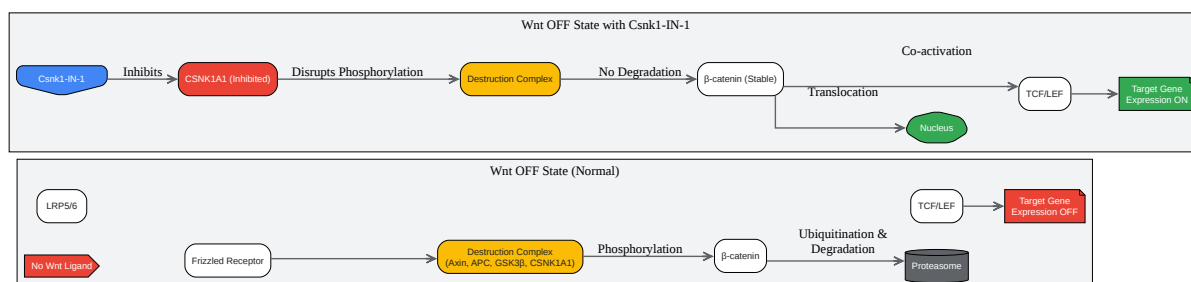 Wnt OFF State with Csnk1-IN-1
Co-activation
Csnk1-IN-1
Inhibits
CSNK1A1 (Inhibited)
Disrupts Phosphorylation
Destruction Complex
No Degradation
β-catenin (Stable)
Translocation
TCF/LEF
Target Gene
Expression ON
Nucleus
Wnt OFF State (Normal)
LRP5/6
TCF/LEF
Target Gene
Expression OFF
No Wnt Ligand
Frizzled Receptor
Destruction Complex
(Axin, APC, GSK3β, CSNK1A1)
Phosphorylation
β-catenin
Ubiquitination &
Degradation
Proteasome